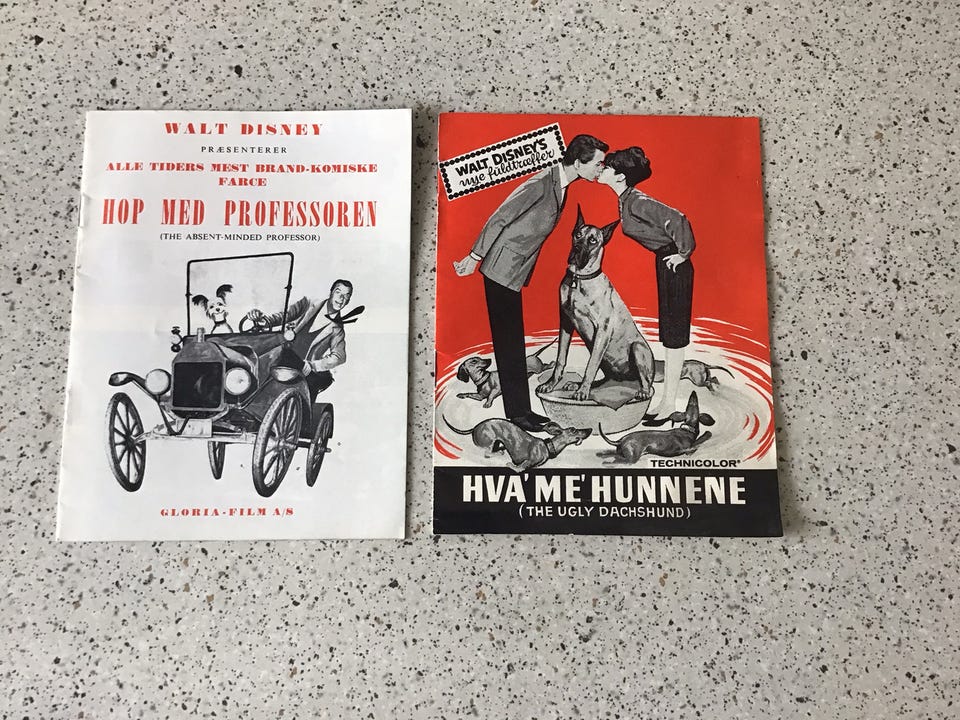 WALT DISNEY
PRÆSENTERER
ALLE TIDERS MEST BRAND-KOMISKE
FARCE
HOP MED PROFESSOREN
(THE ABSENT-MINDED PROFESSOR)
GLORIA-FILM A/S
WALT DISNEY'S
nye fuldtræffer
TECHNICOLOR®
HVA' ME' HUNNENE
(THE UGLY DACHSHUND)